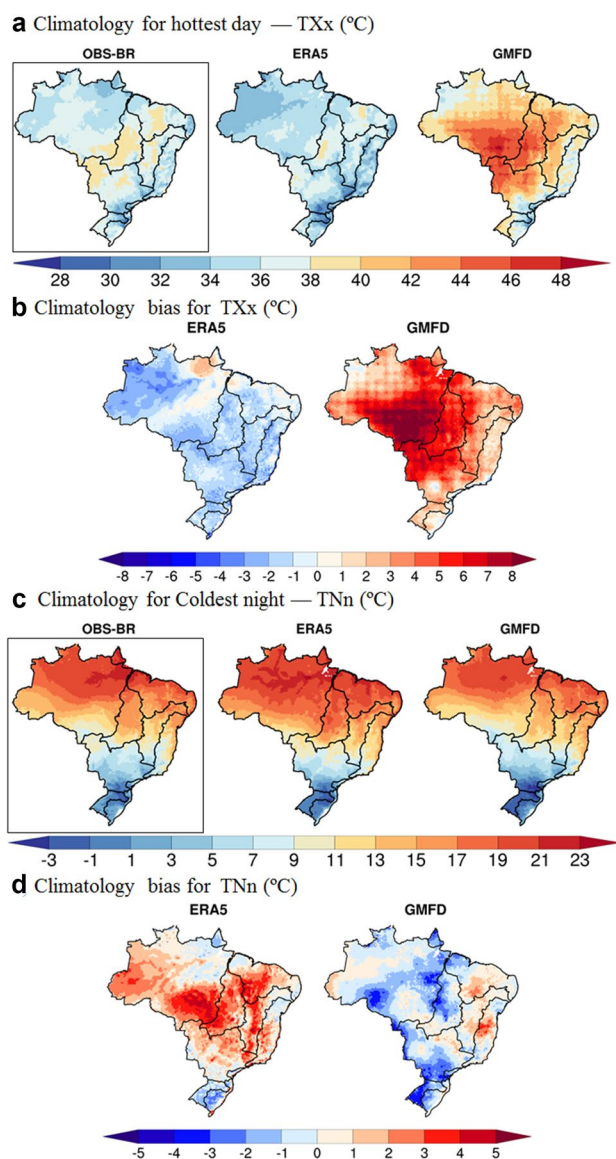 a Climatology for hottest day — TXx (ºC)
OBS-BR ERA5 GMFD
28 30 32 34 36 38 40 42 44 46 48
b Climatology bias for TXx (ºC)
ERA5 GMFD
-8 -7 -6 -5 -4 -3 -2 -1 0 1 2 3 4 5 6 7 8
c Climatology for Coldest night — TNn (ºC)
OBS-BR ERA5 GMFD
-3 -1 1 3 5 7 9 11 13 15 17 19 21 23
d Climatology bias for TNn (ºC)
ERA5 GMFD
-5 -4 -3 -2 -1 0 1 2 3 4 5